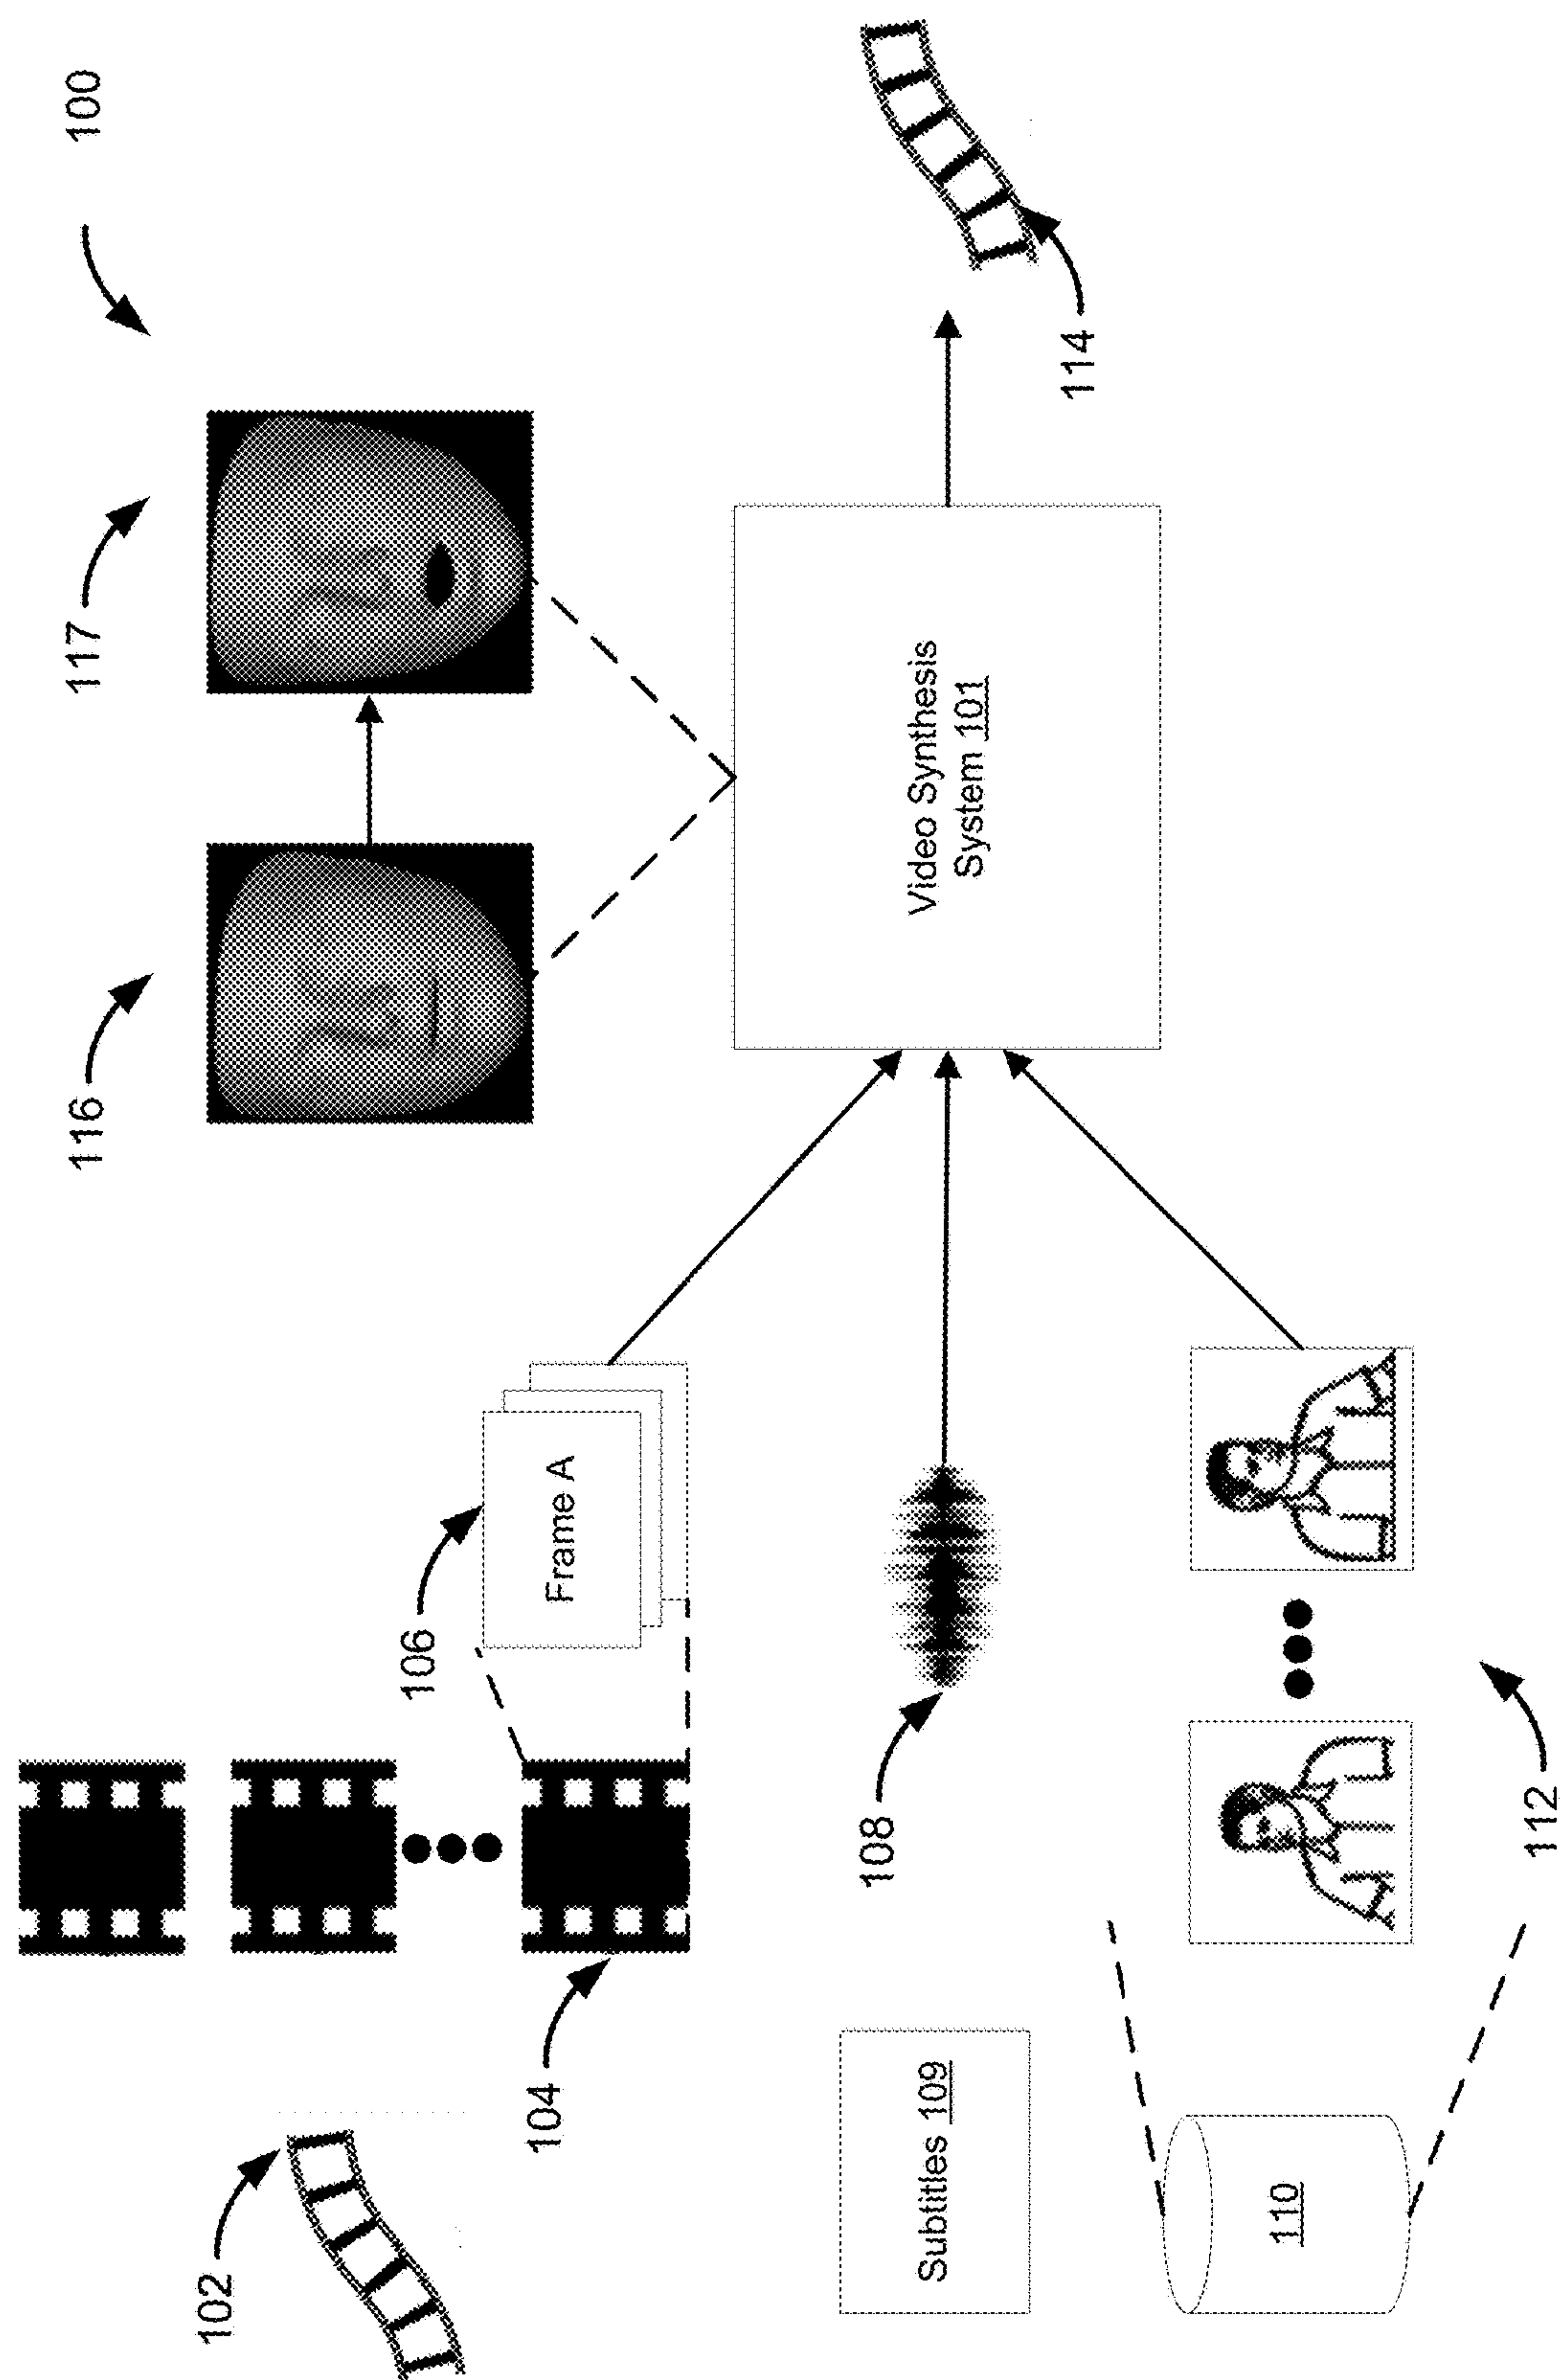 100
102
116
117
104
106
Frame A
Subtitles 109
108
Video Synthesis
System 101
114
110
112